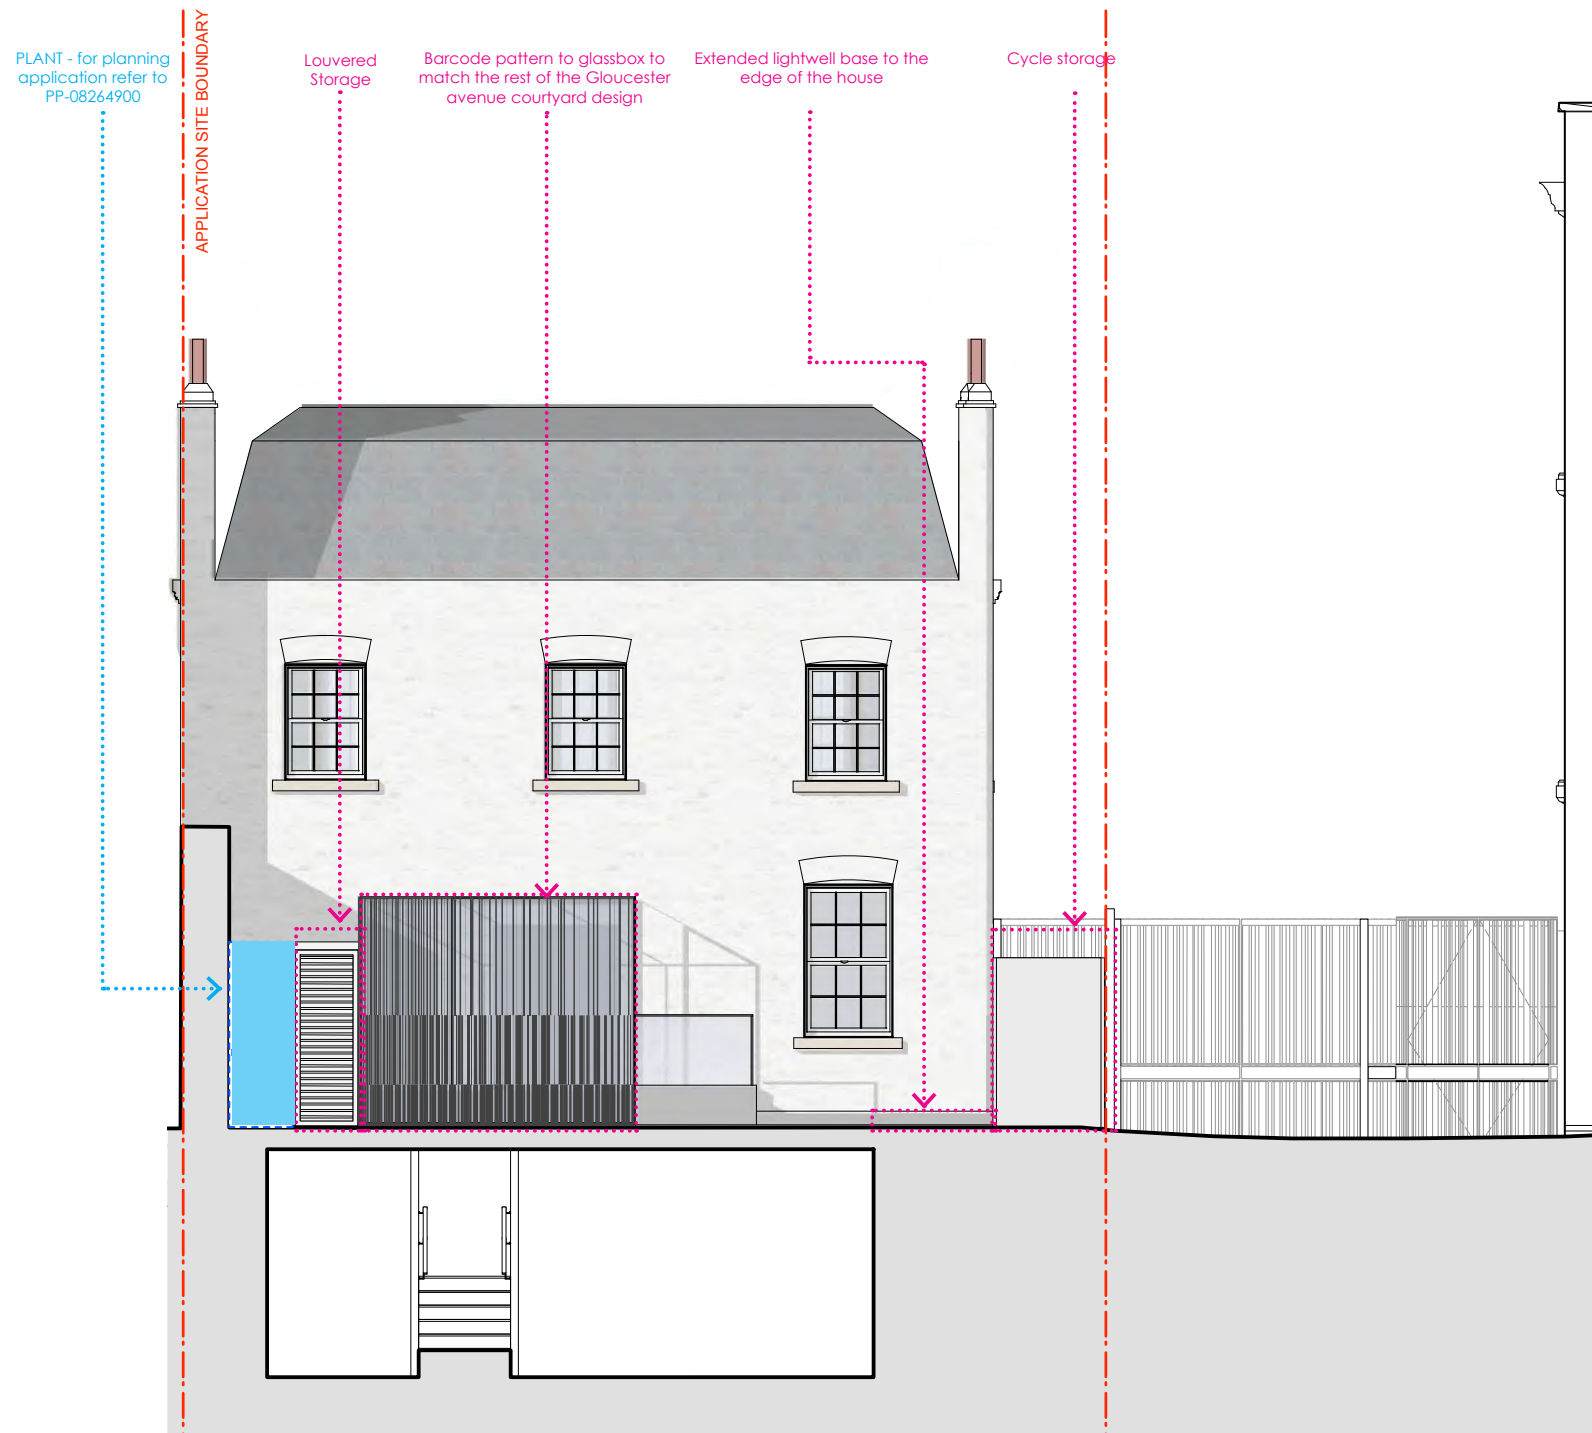 PLANT - for planning
application refer to
PP-08264900
APPLICATION SITE BOUNDARY
Louvered
Storage
Barcode pattern to glassbox to
match the rest of the Gloucester
avenue courtyard design
Extended lightwell base to the
edge of the house
Cycle storage